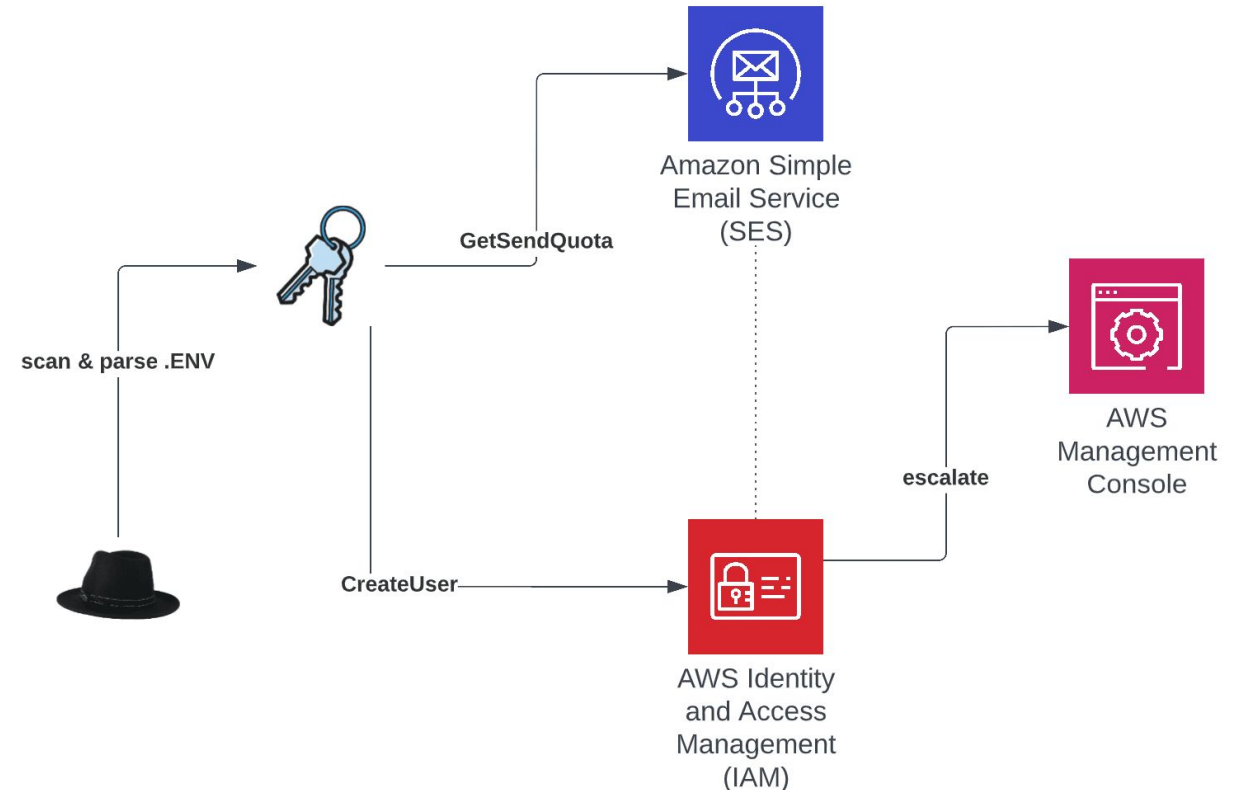 Amazon Simple
Email Service
(SES)
GetSendQuota
scan & parse .ENV
AWS
Management
Console
escalate
CreateUser
AWS Identity
and Access
Management
(IAM)